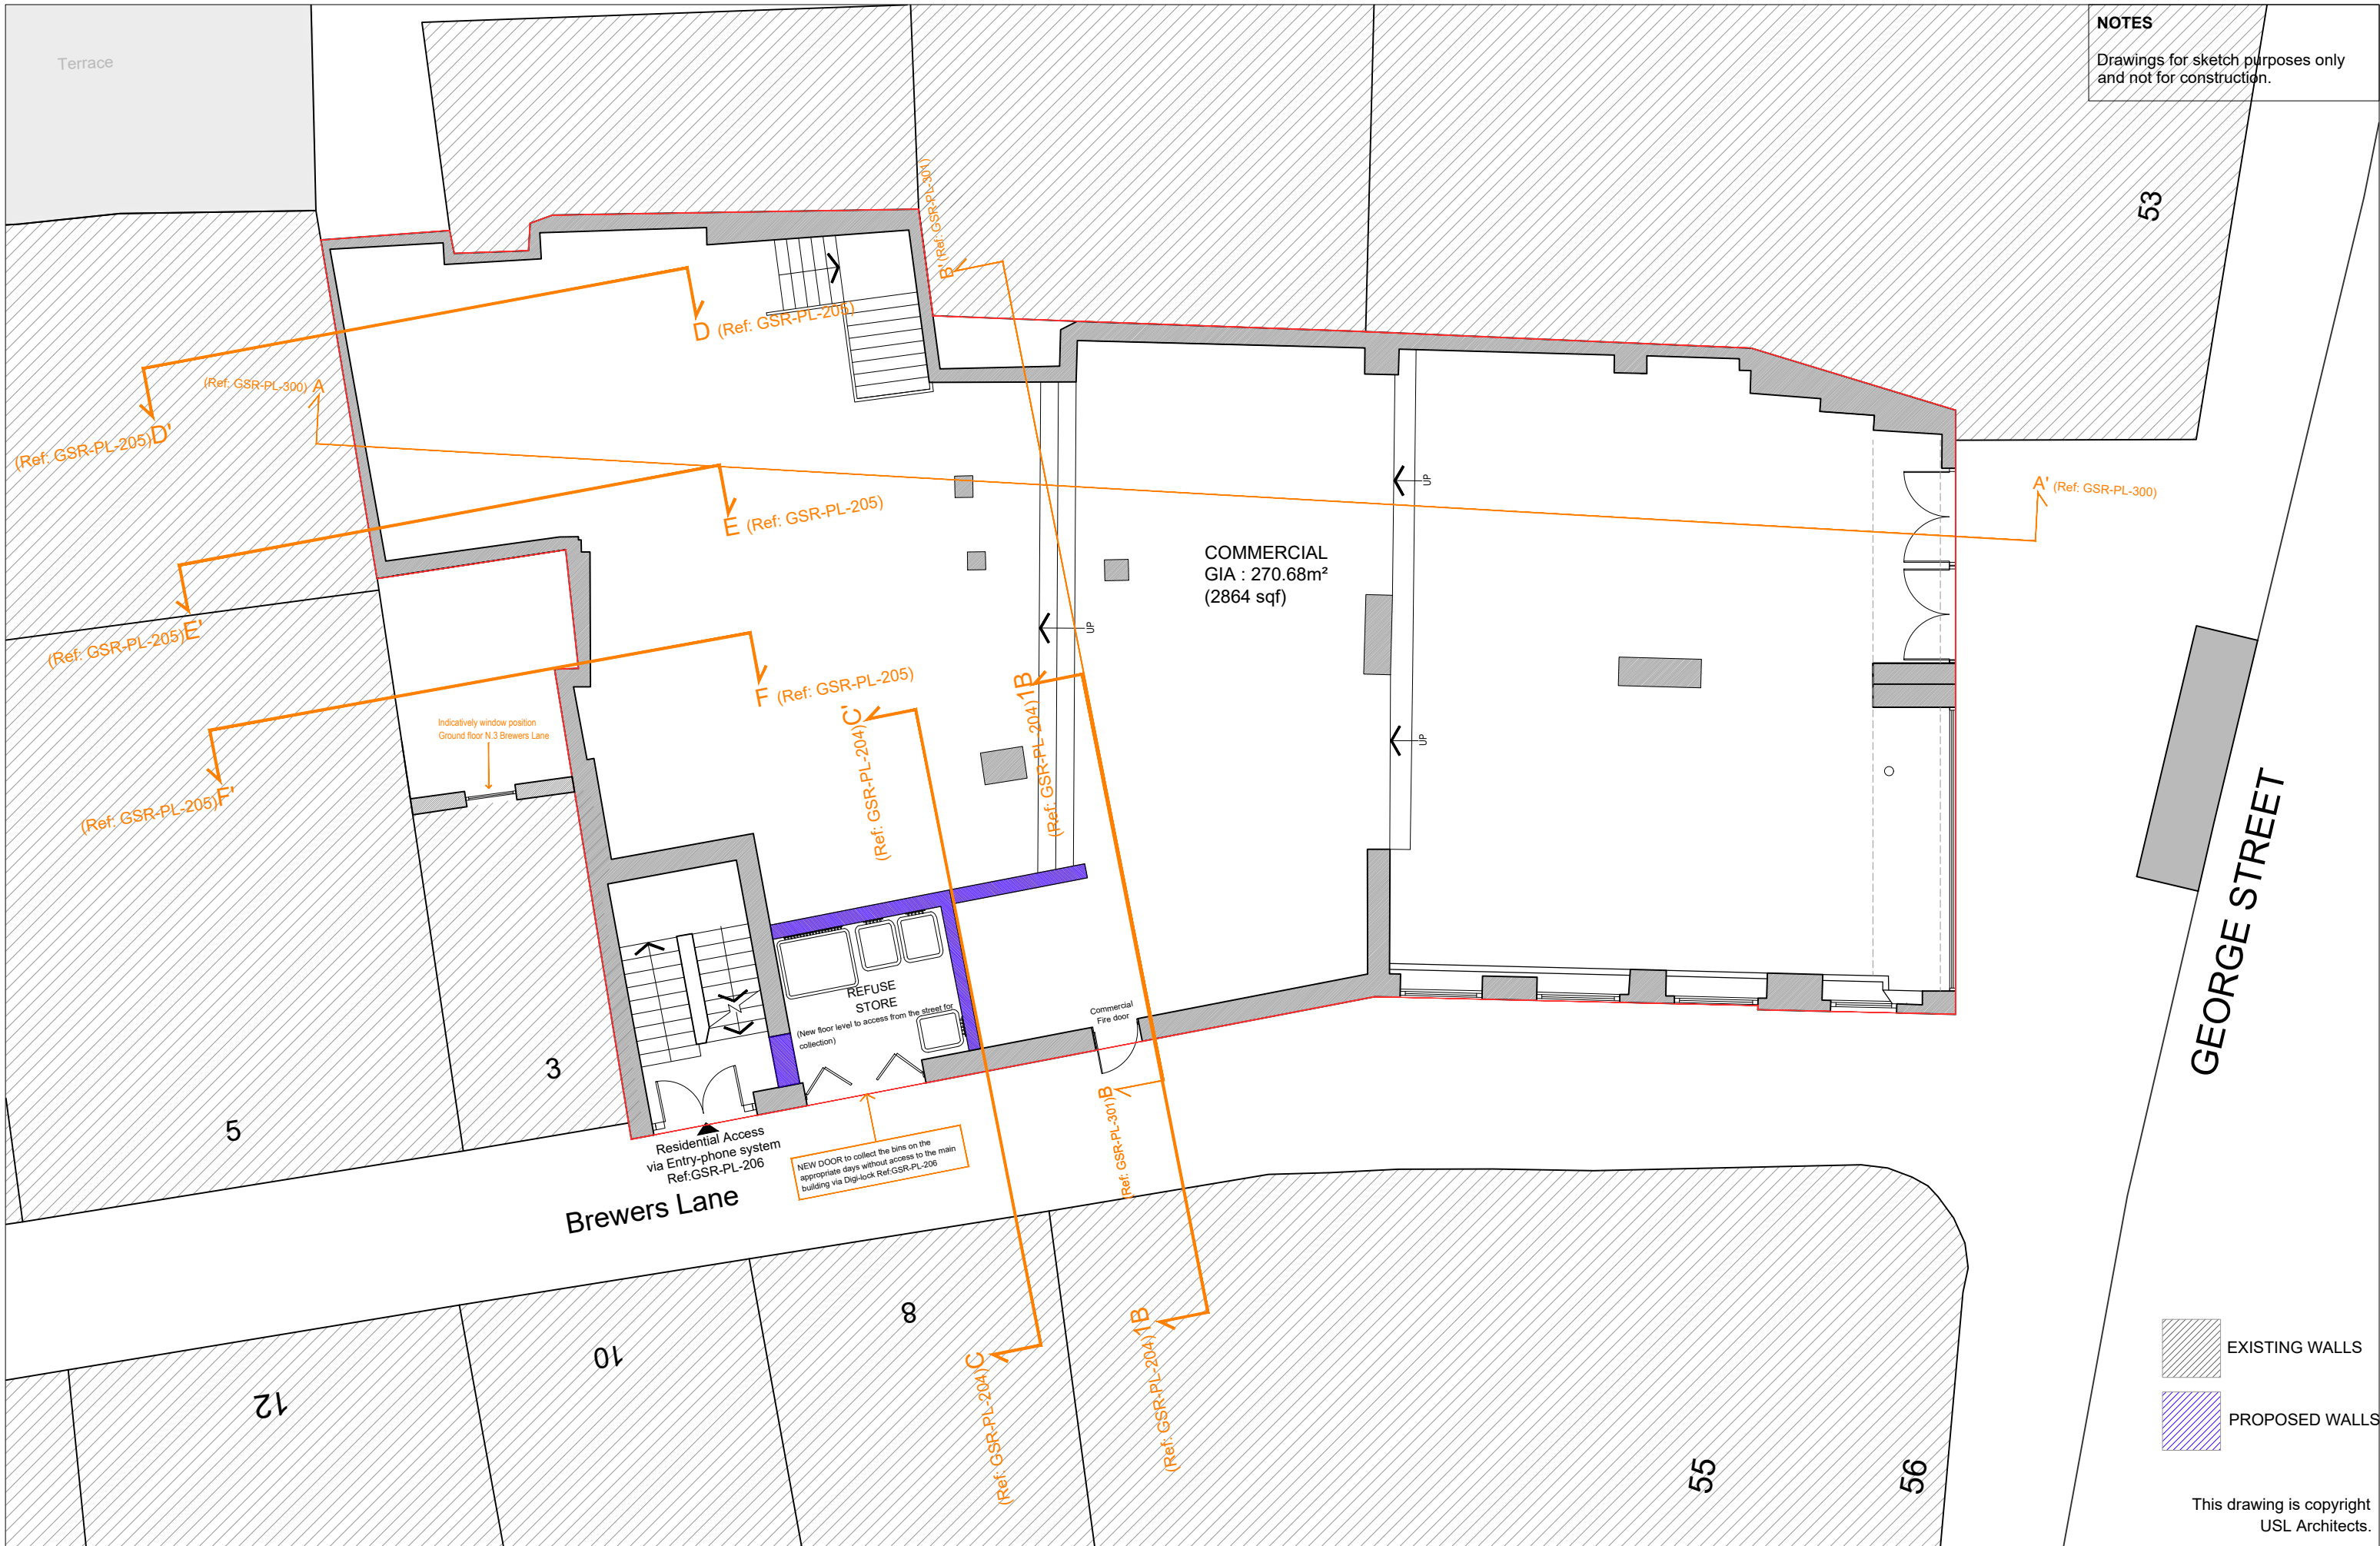 NOTES
Drawings for sketch purposes only
and not for construction.
Terrace
53
B' (Ref: GSR-PL-301)
D (Ref: GSR-PL-205)
(Ref: GSR-PL-300) A
(Ref: GSR-PL-205)D'
A' (Ref: GSR-PL-300)
UP
E (Ref: GSR-PL-205)
COMMERCIAL
GIA : 270.68m²
(2864 sqf)
(Ref: GSR-PL-205)E'
UP
F (Ref: GSR-PL-205)
(Ref: GSR-PL-204)C'
(Ref: GSR-PL-204)1B
UP
Indicatively window position
Ground floor N.3 Brewers Lane
(Ref: GSR-PL-205)F'
GEORGE STREET
REFUSE
STORE
(New floor level to access from the street for
collection)
Commercial
Fire door
3
5
Residential Access
via Entry-phone system
Ref:GSR-PL-206
NEW DOOR to collect the bins on the
appropriate days without access to the main
building via Digi-lock Ref:GSR-PL-206
(Ref: GSR-PL-301)B
Brewers Lane
8
10
12
(Ref: GSR-PL-204)C
(Ref: GSR-PL-204)1B
55
56
EXISTING WALLS
PROPOSED WALLS
This drawing is copyright
USL Architects.